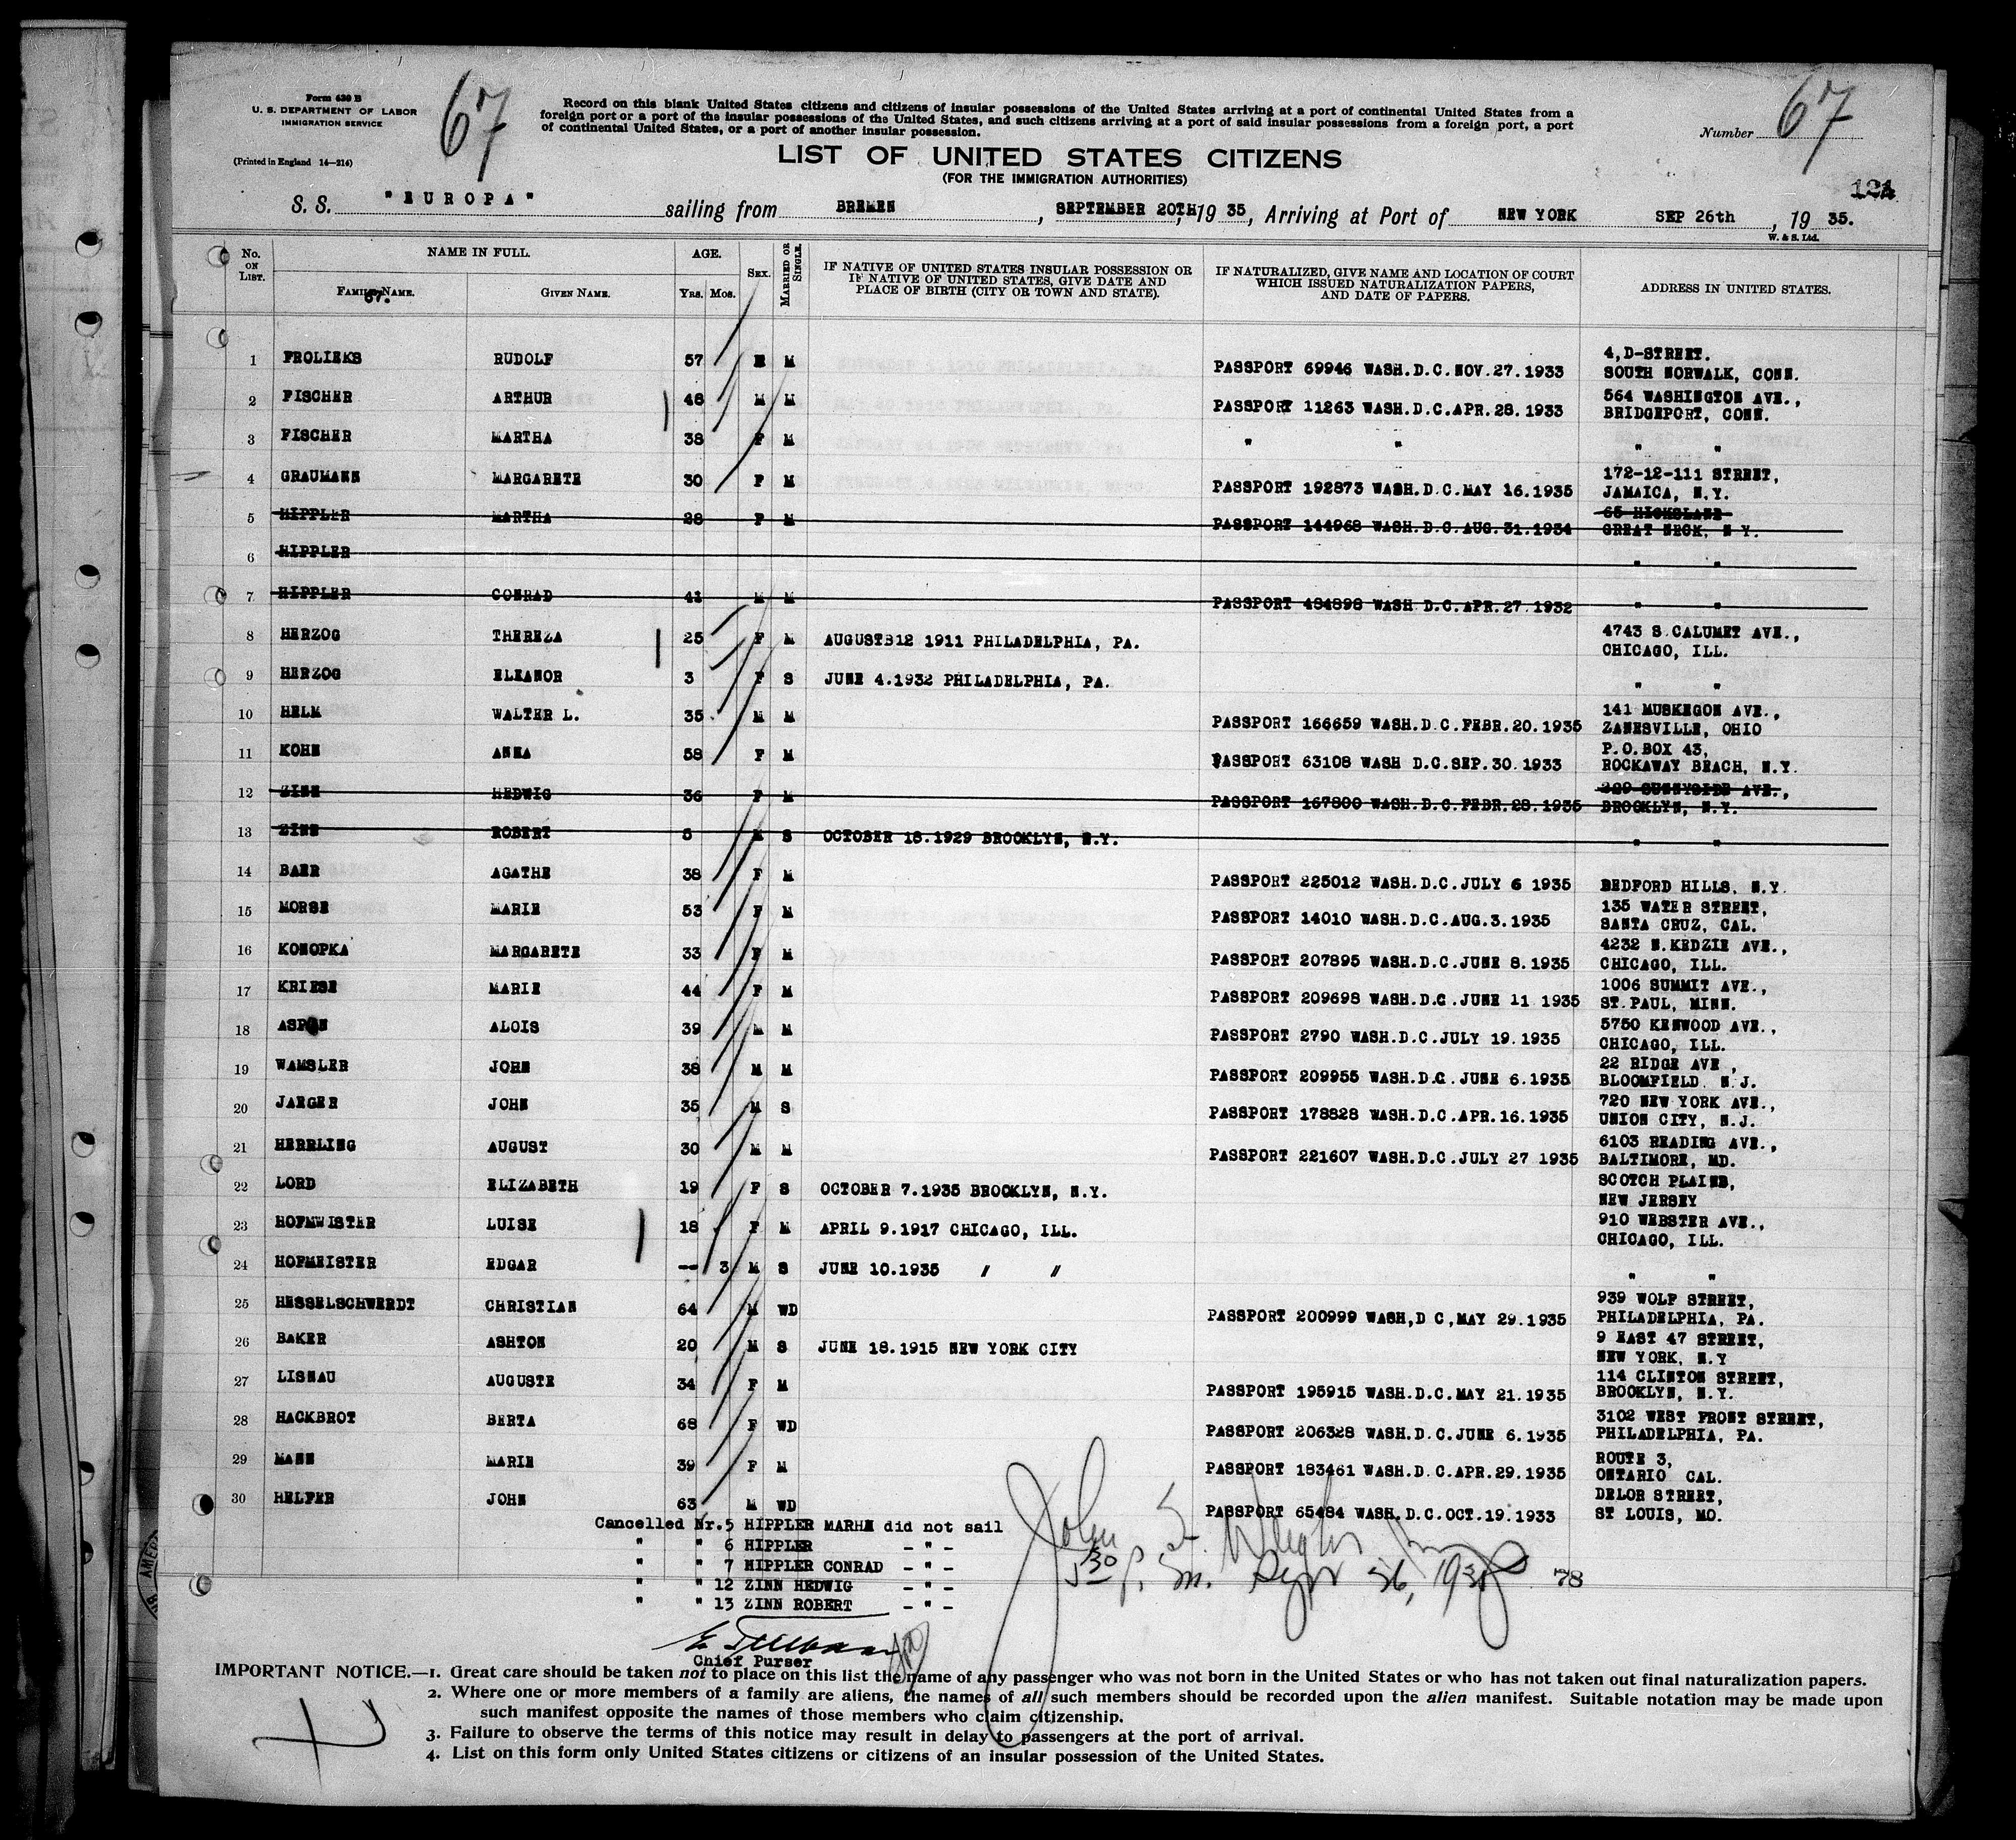 Form 630 B
U. S. DEPARTMENT OF LABOR
IMMIGRATION SERVICE
(Printed in England 14—214)
67
Record on this blank United States citizens and citizens of insular possessions of the United States arriving at a port of continental United States from a
foreign port or a port of the insular possessions of the United States, and such citizens arriving at a port of said insular possessions from a foreign port, a port
of continental United States, or a port of another insular possession.
Number 67
LIST OF UNITED STATES CITIZENS
(FOR THE IMMIGRATION AUTHORITIES)
S. S. "EUROPA" sailing from BREMEN, SEPTEMBER 20TH, 19 35, Arriving at Port of NEW YORK SEP 26th, 19 35.
W. & S. Ltd.
No. ON LIST. NAME IN FULL. AGE. SEX. MARRIED OR SINGLE. IF NATIVE OF UNITED STATES INSULAR POSSESSION OR IF NATIVE OF UNITED STATES, GIVE DATE AND PLACE OF BIRTH (CITY OR TOWN AND STATE). IF NATURALIZED, GIVE NAME AND LOCATION OF COURT WHICH ISSUED NATURALIZATION PAPERS, AND DATE OF PAPERS. ADDRESS IN UNITED STATES.
FAMILY NAME. GIVEN NAME. YRS. MOS.
67.
1 FROLIEKS RUDOLF 57 M M PASSPORT 69946 WASH.D.C.NOV.27.1933 4,D-STREET. SOUTH NORWALK, CONN.
2 FISCHER ARTHUR 48 M M PASSPORT 11263 WASH.D.C.APR.28.1933 564 WASHINGTON AVE., BRIDGEPORT, CONN.
3 FISCHER MARTHA 38 F M " " " "
4 GRAUMANN MARGARETE 30 F M PASSPORT 192873 WASH.D.C.MAY 16.1935 172-12-111 STREET, JAMAICA, N.Y.
5 HIPPLER MARTHA 28 F M PASSPORT 144968 WASH.D.C.AUG.31.1934 65 HICKSLAND GREAT NECK, N Y.
6 HIPPLER " "
7 HIPPLER CONRAD 41 M M PASSPORT 484898 WASH D.C.APR.27.1932 " "
8 HERZOG THEREZA 25 F M AUGUSTB12 1911 PHILADELPHIA, PA. 4743 S.CALUMET AVE., CHICAGO, ILL.
9 HERZOG ELEANOR 3 F S JUNE 4.1932 PHILADELPHIA, PA. " "
10 HELM WALTER L. 35 M M PASSPORT 166659 WASH.D.C.FEBR.20.1935 141 MUSKEGON AVE., ZANESVILLE, OHIO
11 KOHN ANNA 58 F M PASSPORT 63108 WASH D.C.SEP.30.1933 P.O.BOX 43, ROCKAWAY BEACH, N.Y.
12 ZINN HEDWIG 36 F M PASSPORT 167800 WASH.D.C.FEBR.28.1935 329 SUNNYSIDE AVE., BROOKLYN, N.Y.
13 ZINN ROBERT 5 M S OCTOBER 18.1929 BROOKLYN, N.Y. " "
14 BAER AGATHE 38 F M PASSPORT 225012 WASH.D.C.JULY 6 1935 BEDFORD HILLS, N.Y.
15 MORSE MARIE 53 F M PASSPORT 14010 WASH.D.C.AUG.3.1935 135 WATER STREET, SANTA CRUZ, CAL.
16 KONOPKA MARGARETE 33 F M PASSPORT 207895 WASH.D.C.JUNE 8.1935 4232 N.KEDZIE AVE., CHICAGO, ILL.
17 KRIESE MARIE 44 F M PASSPORT 209698 WASH.D.C.JUNE 11 1935 1006 SUMMIT AVE., ST.PAUL, MINN.
18 ALOIS 39 M M PASSPORT 2790 WASH.D.C.JULY 19.1935 5750 KENWOOD AVE., CHICAGO, ILL.
19 WAMSLER JOHN 38 M M PASSPORT 209955 WASH.D.C.JUNE 6.1935 22 RIDGE AVE, BLOOMFIELD. N.J.
20 JAEGER JOHN 35 M S PASSPORT 178828 WASH.D.C.APR.16.1935 720 NEW YORK AVE., UNION CITY, N.J.
21 HERRLING AUGUST 30 M M PASSPORT 221607 WASH.D.C.JULY 27 1935 6103 READING AVE., BALTIMORE, MD.
22 LORD ELIZABETH 19 F S OCTOBER 7.1935 BROOKLYN, N.Y. SCOTCH PLAINS, NEW JERSEY
23 HOFMWISTER LUISE 18 F M APRIL 9.1917 CHICAGO, ILL. 910 WEBSTER AVE., CHICAGO, ILL.
24 HOFMEISTER EDGAR -- 3 M S JUNE 10.1935 " " " "
25 HESSELSCHWERDT CHRISTIAN 64 M WD PASSPORT 200999 WASH,D C,MAY 29.1935 939 WOLF STREET, PHILADELPHIA, PA.
26 BAKER ASHTON 20 M S JUNE 18.1915 NEW YORK CITY 9 EAST 47 STREET, NEW YORK, N.Y
27 LISNAU AUGUSTE 34 F M PASSPORT 195915 WASH.D.C.MAY 21.1935 114 CLINTON STREET, BROOKLYN, N.Y.
28 HACKBROT BERTA 68 F WD PASSPORT 206328 WASH.D.C.JUNE 6.1935 3102 WEST FRONT STREET, PHILADELPHIA, PA.
29 MANN MARIE 39 F M PASSPORT 183461 WASH.D.C.APR.29.1935 ROUTE 3, ONTARIO CAL.
30 HELFER JOHN 63 M WD PASSPORT 65484 WASH.D.C.OCT.19.1933 DELOR STREET, ST LOUIS, MO.
Cancelled Nr.5 HIPPLER MARHE did not sail
" " 6 HIPPLER - " -
" " 7 HIPPLER CONRAD - " -
" " 12 ZINN HEDWIG - " -
" " 13 ZINN ROBERT - " -
John
5 30 p. m. Sept 26, 1935
78
Chief Purser
IMPORTANT NOTICE.—1. Great care should be taken not to place on this list the name of any passenger who was not born in the United States or who has not taken out final naturalization papers.
2. Where one or more members of a family are aliens, the names of all such members should be recorded upon the alien manifest. Suitable notation may be made upon
such manifest opposite the names of those members who claim citizenship.
3. Failure to observe the terms of this notice may result in delay to passengers at the port of arrival.
4. List on this form only United States citizens or citizens of an insular possession of the United States.